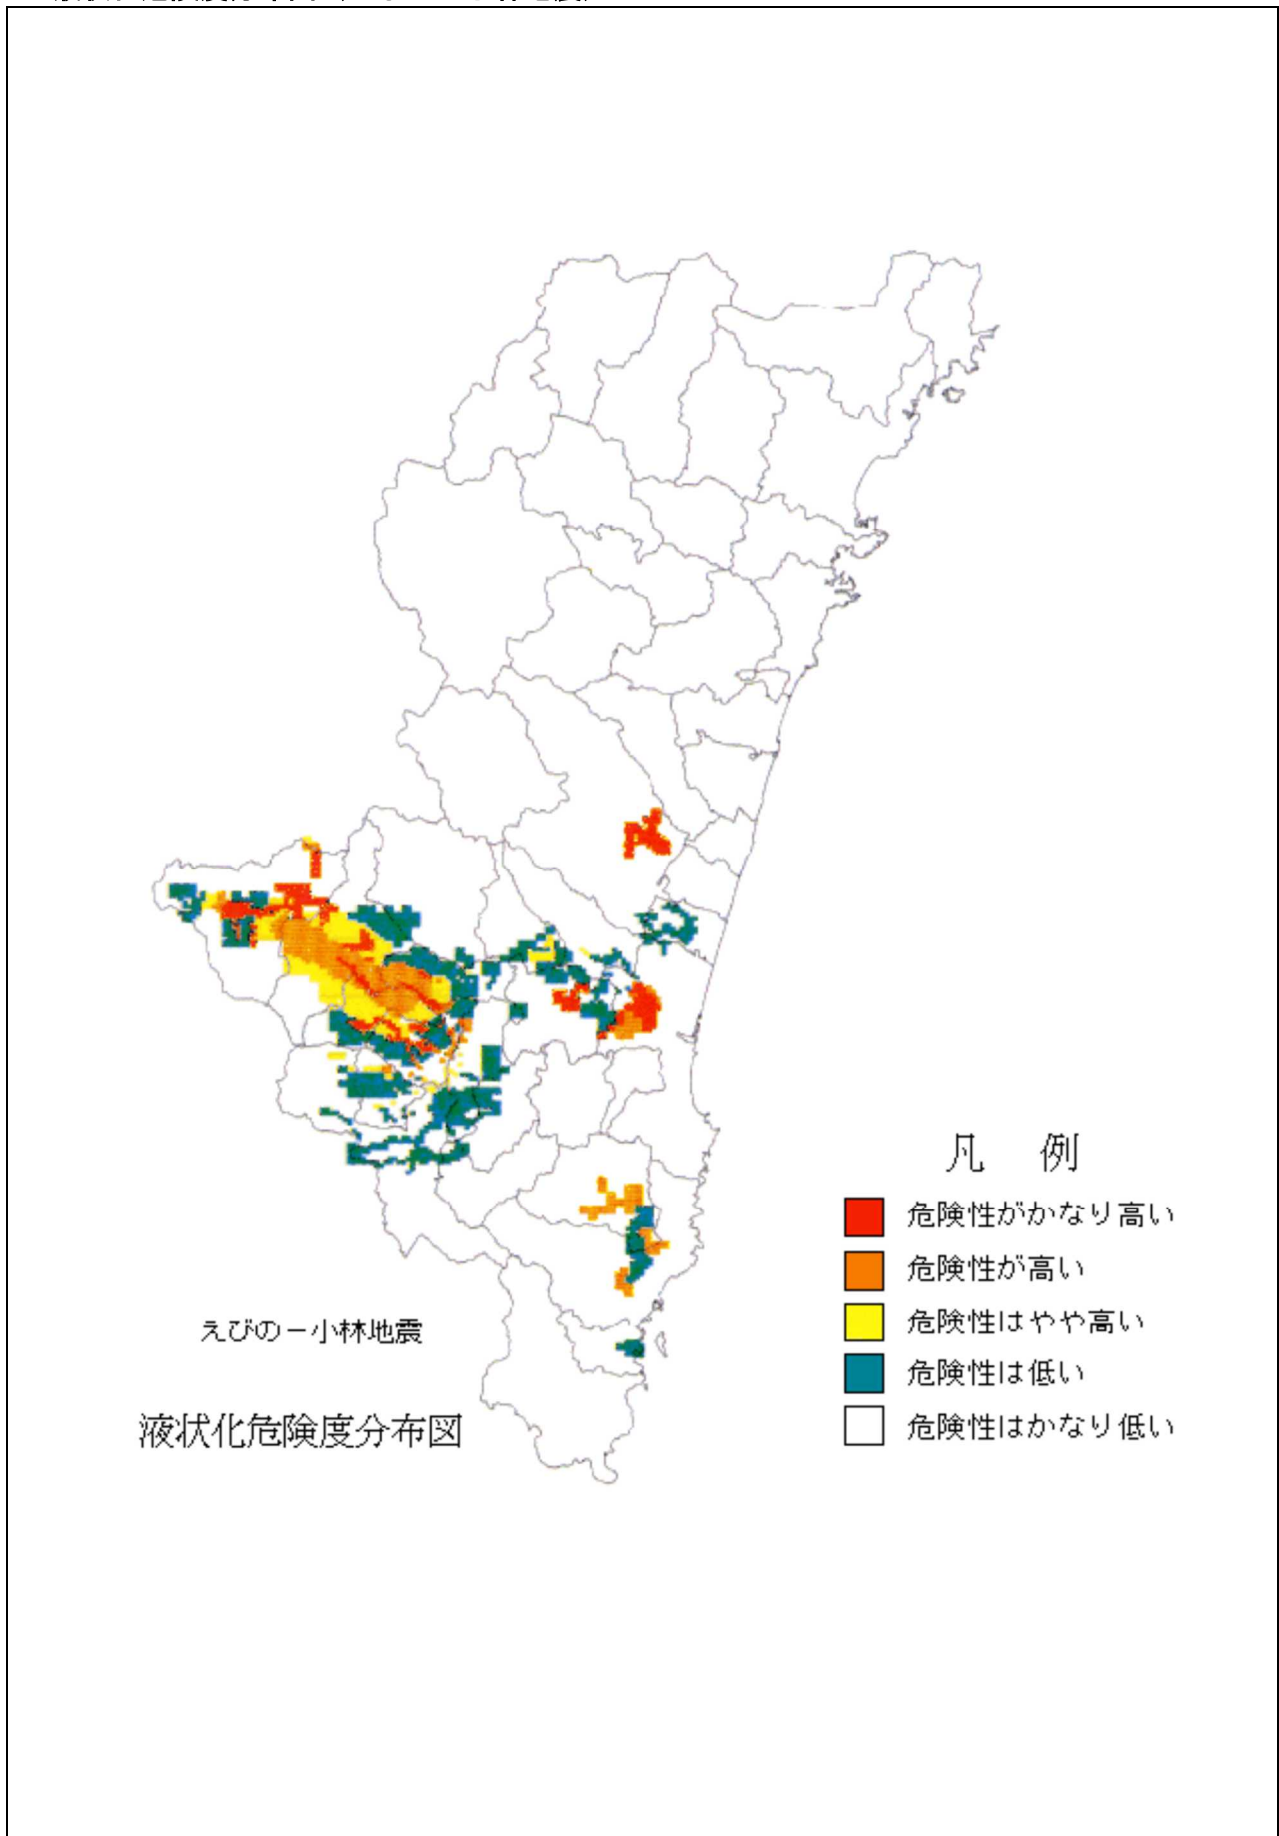 凡 例
危険性がかなり高い
危険性が高い
危険性はやや高い
危険性は低い
危険性はかなり低い
えびのー小林地震
液状化危険度分布図